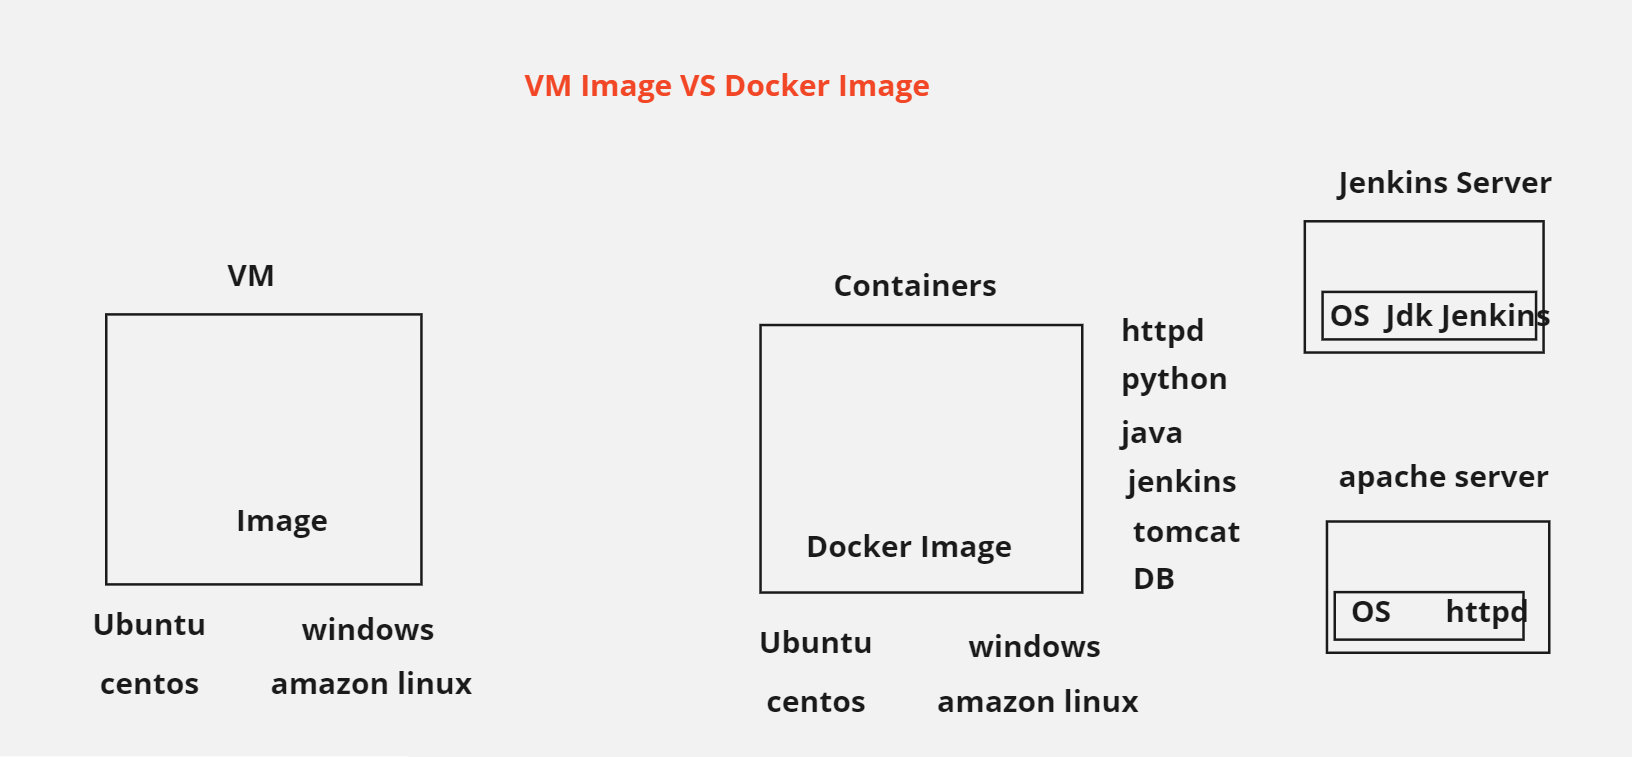 VM Image VS Docker Image
VM
Image
Ubuntu
windows
centos
amazon linux
Containers
Docker Image
Ubuntu
windows
centos
amazon linux
httpd
python
java
jenkins
tomcat
DB
Jenkins Server
OS Jdk Jenkins
apache server
OS httpd